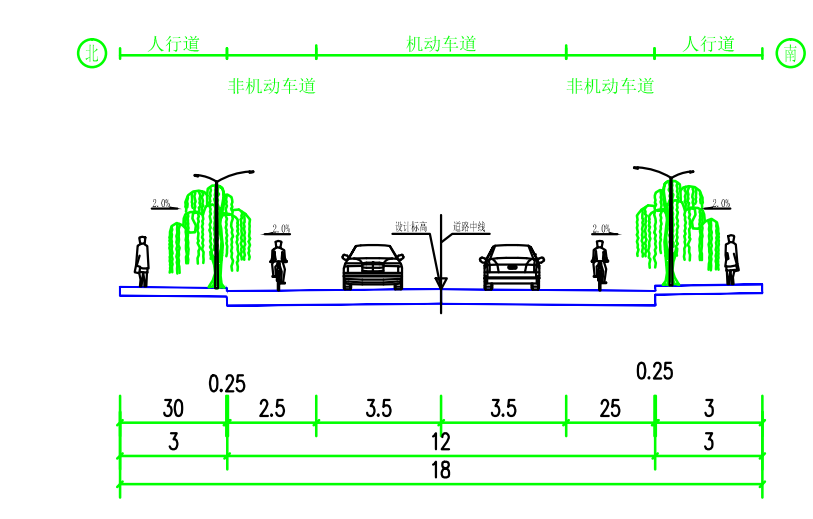 北 人行道 机动车道 人行道 南
非机动车道 非机动车道
2.0% 2.0%
2.0% 设计标高 道路中线 2.0%
0.25 0.25
30 2.5 3.5 3.5 25 3
3 12 3
18